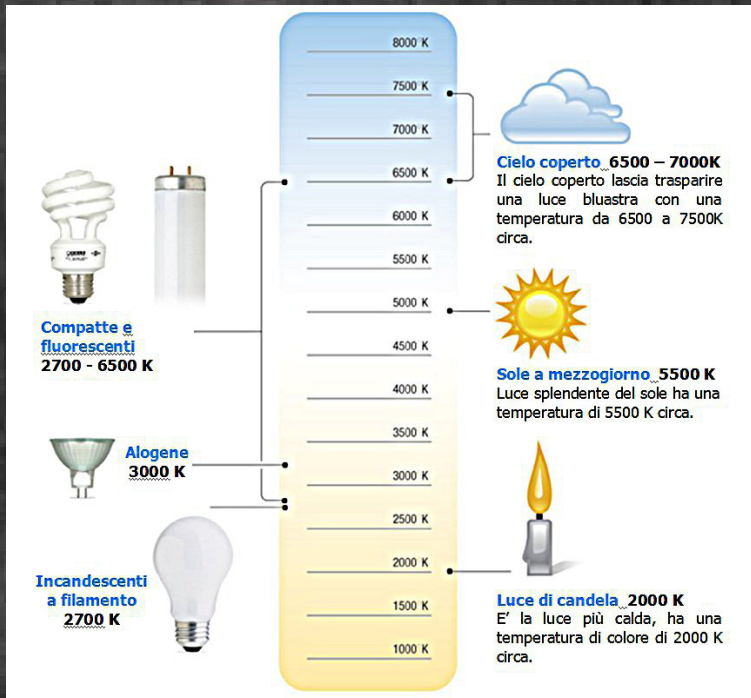 8000 K
7500 K
7000 K
6500 K
6000 K
5500 K
5000 K
4500 K
4000 K
3500 K
3000 K
2500 K
2000 K
1500 K
1000 K
Compatte e
fluorescenti
2700 - 6500 K
Alogene
3000 K
Incandescenti
a filamento
2700 K
Cielo coperto 6500 – 7000K
Il cielo coperto lascia trasparire
una luce bluastra con una
temperatura da 6500 a 7500K
circa.
Sole a mezzogiorno 5500 K
Luce splendente del sole ha una
temperatura di 5500 K circa.
Luce di candela 2000 K
E’ la luce più calda, ha una
temperatura di colore di 2000 K
circa.